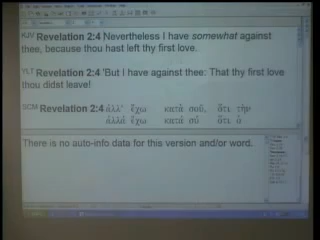 KJV Revelation 2:4 Nevertheless I have somewhat against
thee, because thou hast left thy first love.
YLT Revelation 2:4 'But I have against thee: That thy first love
thou didst leave!
SCM Revelation 2:4 ἀλλ' ἔχω κατὰ σοῦ, ὅτι τὴν
ἀλλά ἔχω κατά σύ ὅτι ὁ
There is no auto-info data for this version and/or word.